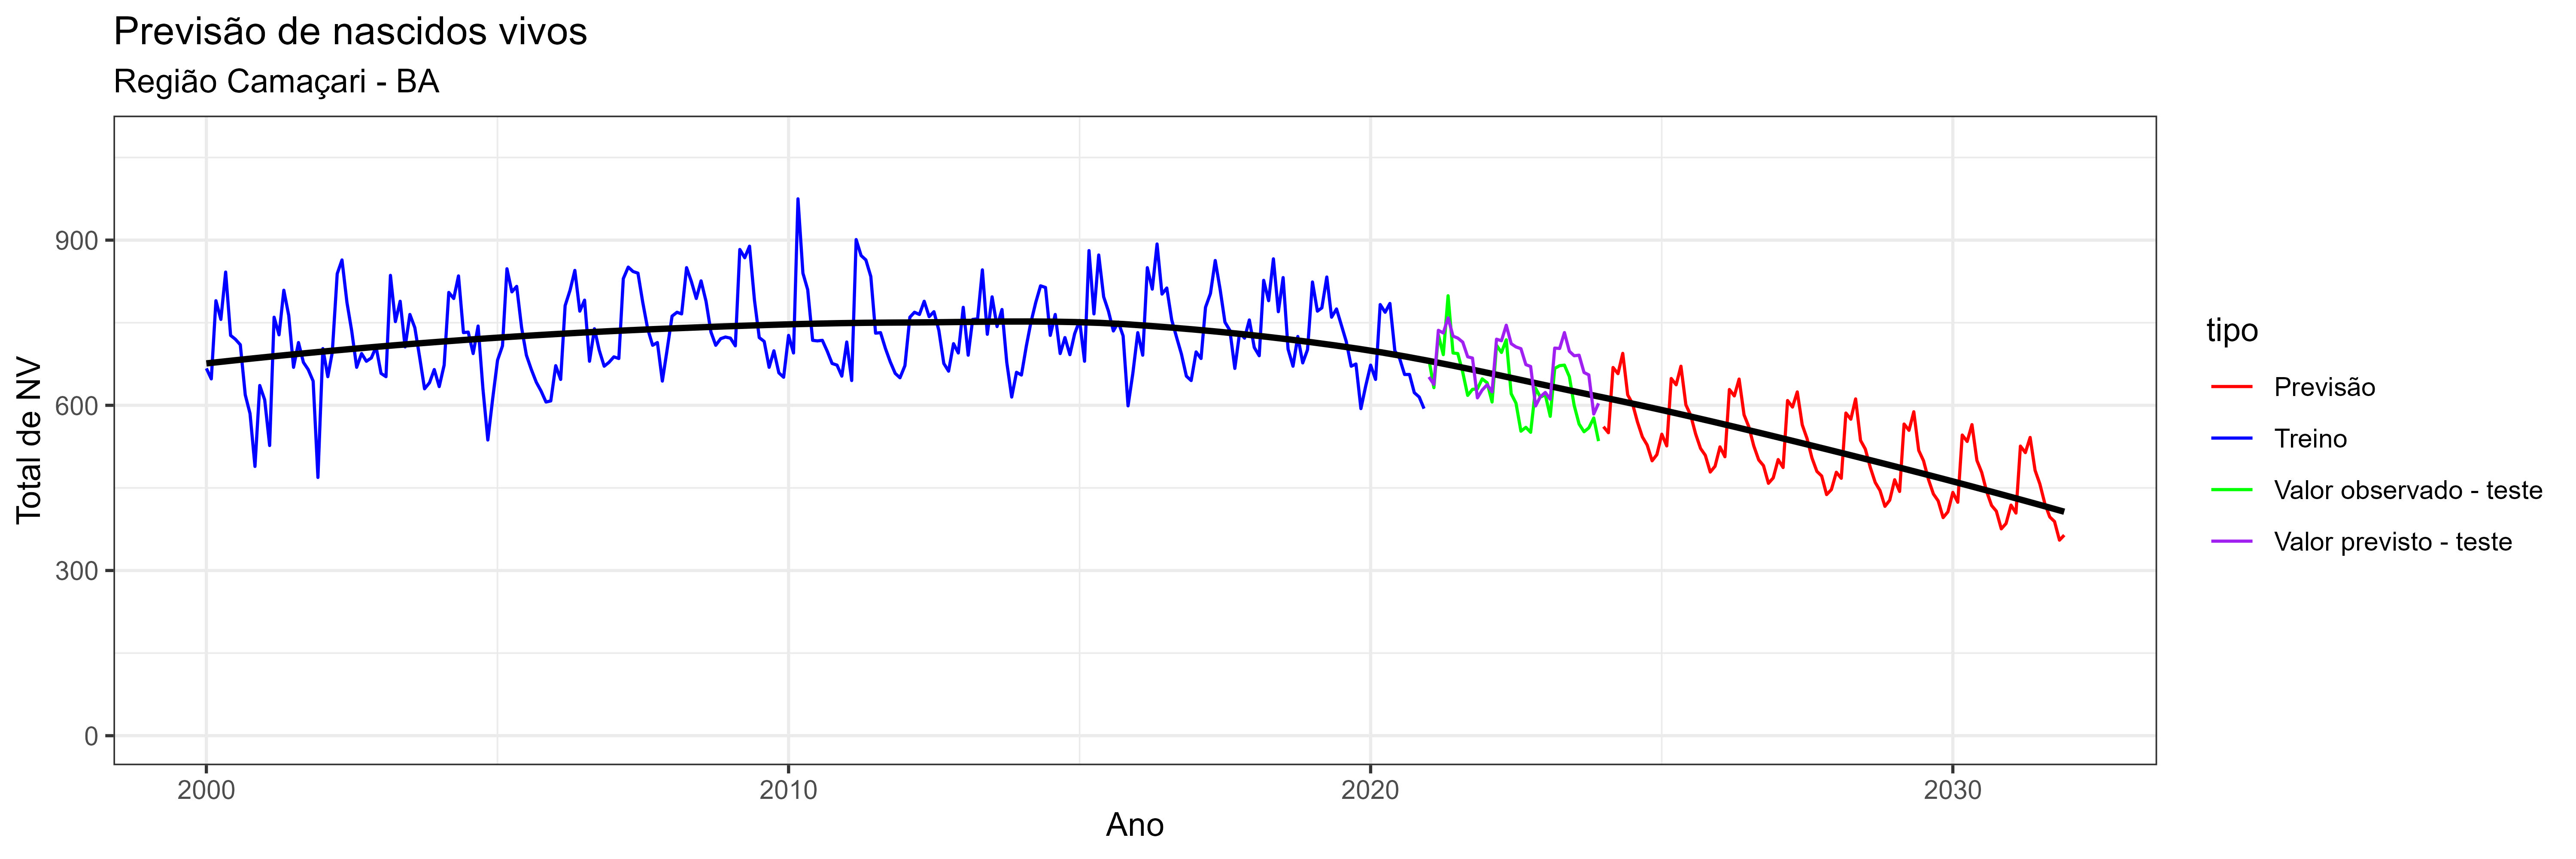 Previsão de nascidos vivos
Região Camaçari - BA
Total de NV
900
600
300
0
2000
2010
2020
2030
Ano
tipo
Previsão
Treino
Valor observado - teste
Valor previsto - teste